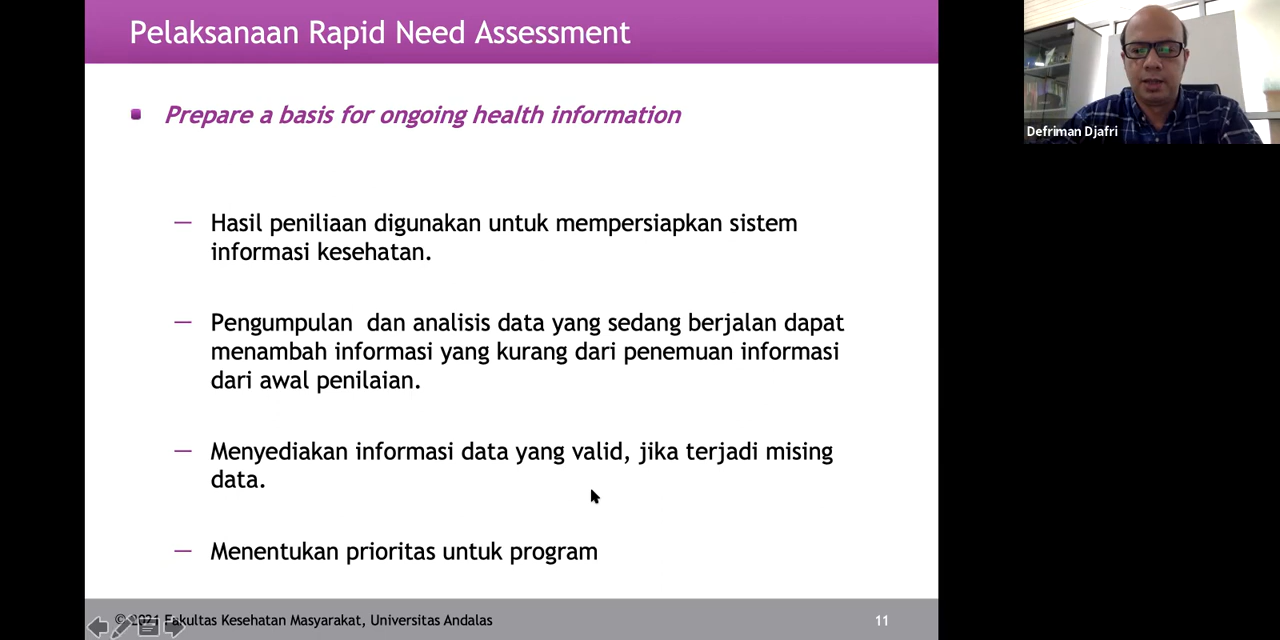 Pelaksanaan Rapid Need Assessment
Prepare a basis for ongoing health information
Hasil peniliaan digunakan untuk mempersiapkan sistem
informasi kesehatan.
Pengumpulan dan analisis data yang sedang berjalan dapat
menambah informasi yang kurang dari penemuan informasi
dari awal penilaian.
Menyediakan informasi data yang valid, jika terjadi mising
data.
Menentukan prioritas untuk program
© 2021 Fakultas Kesehatan Masyarakat, Universitas Andalas
11
Defriman Djafri